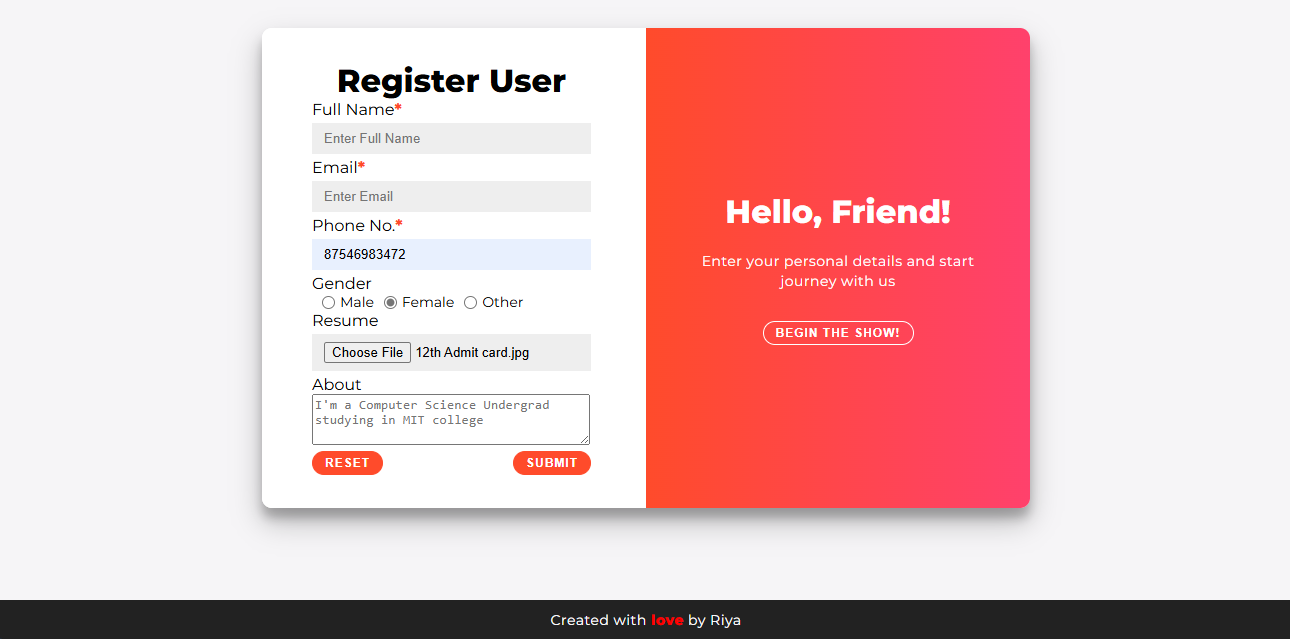 Register User
Full Name*
Enter Full Name
Email*
Enter Email
Phone No.*
87546983472
Gender
Male Female Other
Resume
Choose File 12th Admit card.jpg
About
I'm a Computer Science Undergrad
studying in MIT college
RESET SUBMIT
Hello, Friend!
Enter your personal details and start
journey with us
BEGIN THE SHOW!
Created with love by Riya